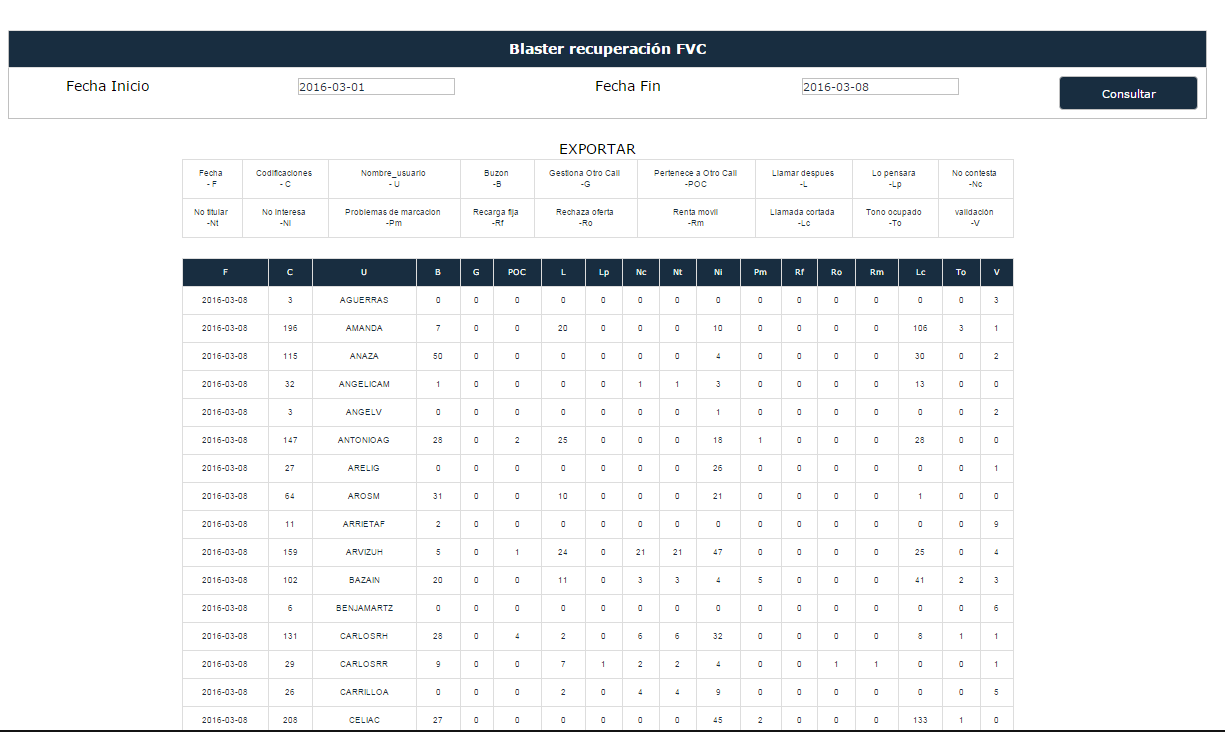 Blaster recuperación FVC
Fecha Inicio 2016-03-01 Fecha Fin 2016-03-08 Consultar
EXPORTAR
Fecha - F Codificaciones - C Nombre_usuario - U Buzon -B Gestiona Otro Call -G Pertenece a Otro Call -POC Llamar despues -L Lo pensara -Lp No contesta -Nc
No titular -Nt No Interesa -Ni Problemas de marcacion -Pm Recarga fija -Rf Rechaza oferta -Ro Renta movil -Rm Llamada cortada -Lc Tono ocupado -To validación -V
F C U B G POC L Lp Nc Nt Ni Pm Rf Ro Rm Lc To V
2016-03-08 3 AGUERRAS 0 0 0 0 0 0 0 0 0 0 0 0 0 0 3
2016-03-08 196 AMANDA 7 0 0 20 0 0 0 10 0 0 0 0 106 3 1
2016-03-08 115 ANAZA 50 0 0 0 0 0 0 4 0 0 0 0 30 0 2
2016-03-08 32 ANGELICAM 1 0 0 0 0 1 1 3 0 0 0 0 13 0 0
2016-03-08 3 ANGELV 0 0 0 0 0 0 0 1 0 0 0 0 0 0 2
2016-03-08 147 ANTONIOAG 28 0 2 25 0 0 0 18 1 0 0 0 28 0 0
2016-03-08 27 ARELIG 0 0 0 0 0 0 0 26 0 0 0 0 0 0 1
2016-03-08 64 AROSM 31 0 0 10 0 0 0 21 0 0 0 0 1 0 0
2016-03-08 11 ARRIETAF 2 0 0 0 0 0 0 0 0 0 0 0 0 0 9
2016-03-08 159 ARVIZUH 5 0 1 24 0 21 21 47 0 0 0 0 25 0 4
2016-03-08 102 BAZAIN 20 0 0 11 0 3 3 4 5 0 0 0 41 2 3
2016-03-08 6 BENJAMARTZ 0 0 0 0 0 0 0 0 0 0 0 0 0 0 6
2016-03-08 131 CARLOSRH 28 0 4 2 0 6 6 32 0 0 0 0 8 1 1
2016-03-08 29 CARLOSRR 9 0 0 7 1 2 2 4 0 0 1 1 0 0 1
2016-03-08 26 CARRILLOA 0 0 0 2 0 4 4 9 0 0 0 0 0 0 5
2016-03-08 208 CELIAC 27 0 0 0 0 0 0 45 2 0 0 0 133 1 0